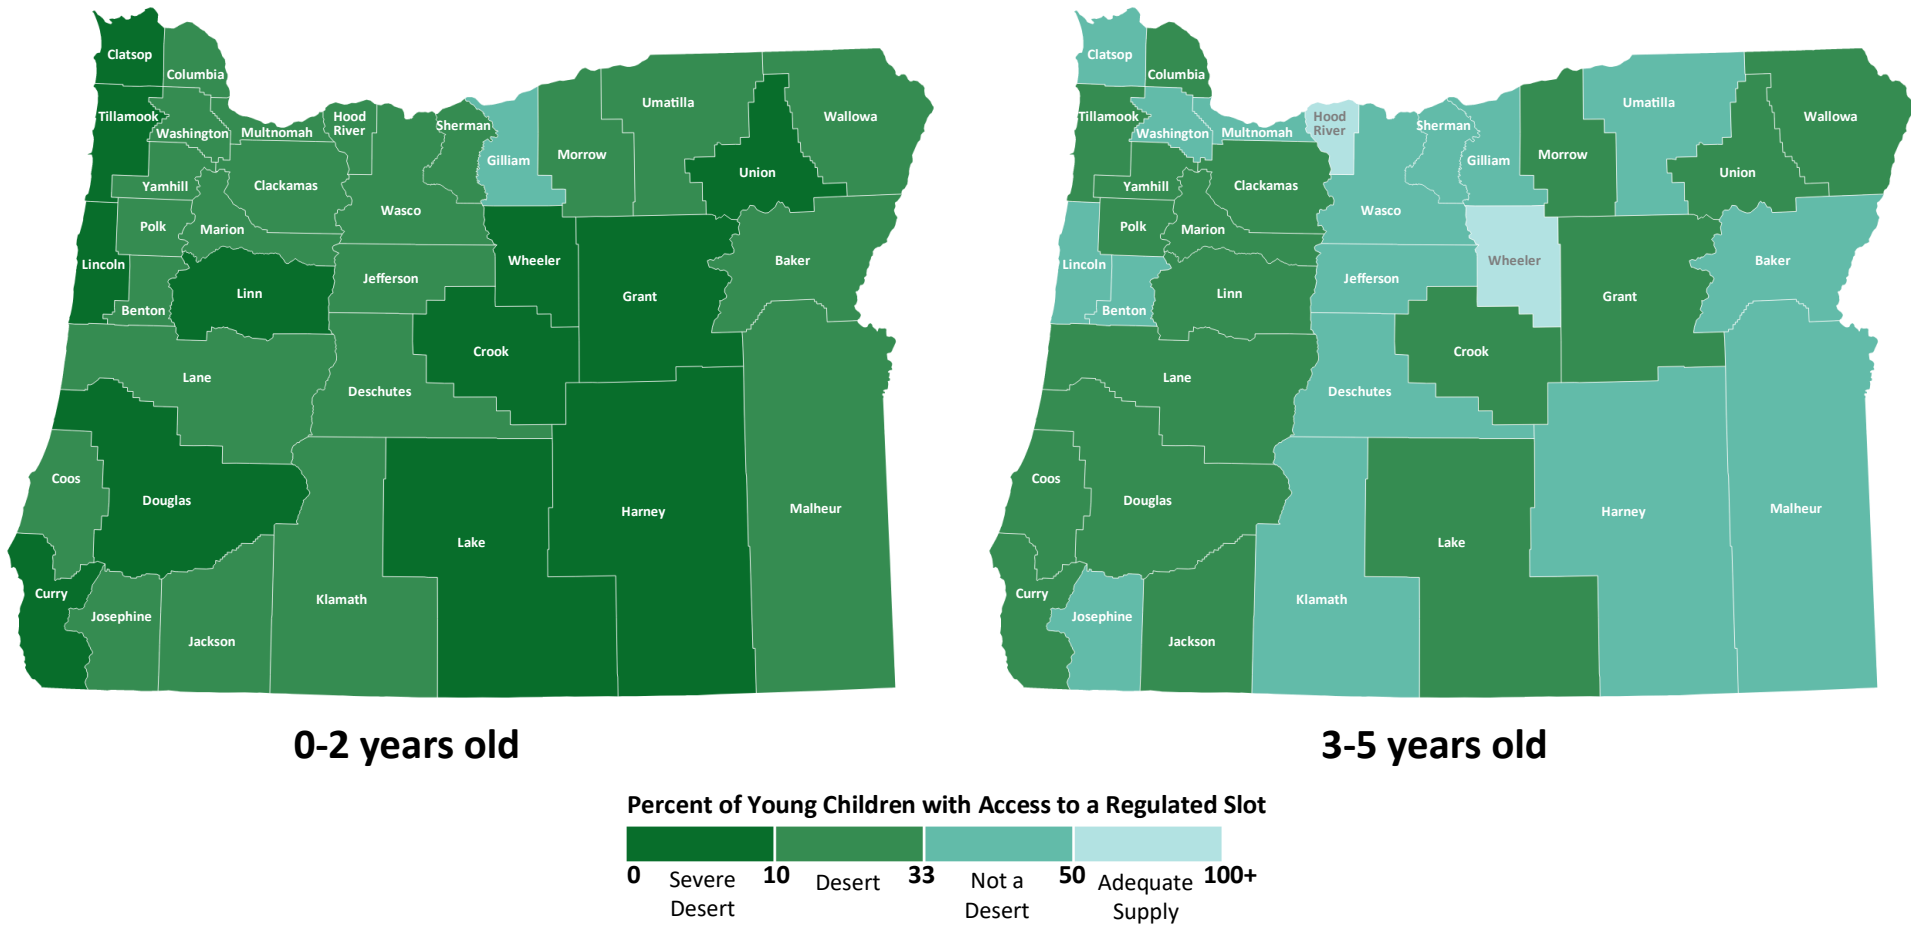 Clatsop
Columbia
Tillamook
Washington
Multnomah
Hood
River
Sherman
Gilliam
Morrow
Umatilla
Wallowa
Union
Yamhill
Clackamas
Wasco
Polk
Marion
Lincoln
Jefferson
Wheeler
Baker
Linn
Grant
Benton
Crook
Lane
Deschutes
Coos
Douglas
Lake
Harney
Malheur
Curry
Josephine
Klamath
Jackson
0-2 years old
Clatsop
Columbia
Tillamook
Washington
Multnomah
Hood
River
Sherman
Gilliam
Morrow
Umatilla
Wallowa
Union
Yamhill
Clackamas
Wasco
Polk
Marion
Lincoln
Jefferson
Wheeler
Baker
Linn
Grant
Benton
Crook
Lane
Deschutes
Coos
Douglas
Lake
Harney
Malheur
Curry
Josephine
Klamath
Jackson
3-5 years old
Percent of Young Children with Access to a Regulated Slot
0 10 33 50 100+
Severe
Desert
Desert
Not a
Desert
Adequate
Supply